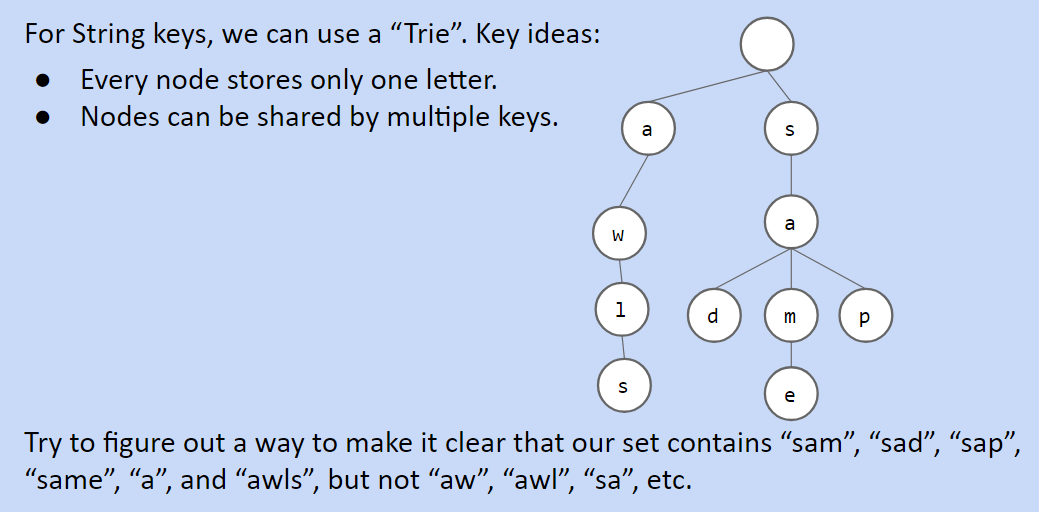 For String keys, we can use a “Trie”. Key ideas:
● Every node stores only one letter.
● Nodes can be shared by multiple keys.
a
s
w
a
l
d
m
p
s
e
Try to figure out a way to make it clear that our set contains “sam”, “sad”, “sap”,
“same”, “a”, and “awls”, but not “aw”, “awl”, “sa”, etc.